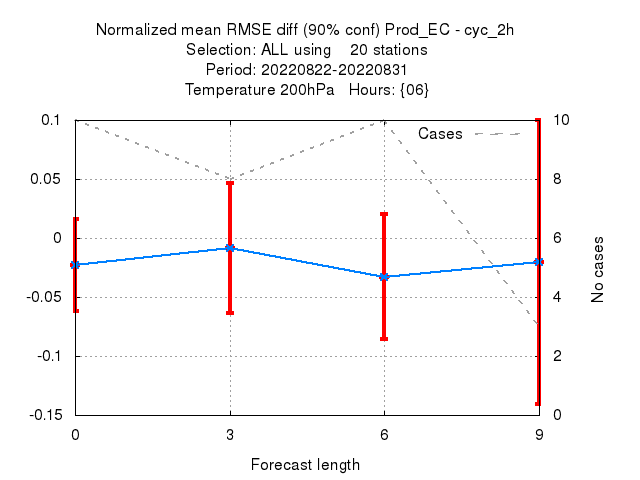 Normalized mean RMSE diff (90% conf) Prod_EC - cyc_2h
Selection: ALL using    20 stations
Period: 20220822-20220831
Temperature 200hPa   Hours: {06}
0.1
0.05
0
-0.05
-0.1
-0.15
Cases
10
8
6
4
2
0
No cases
0 3 6 9
Forecast length